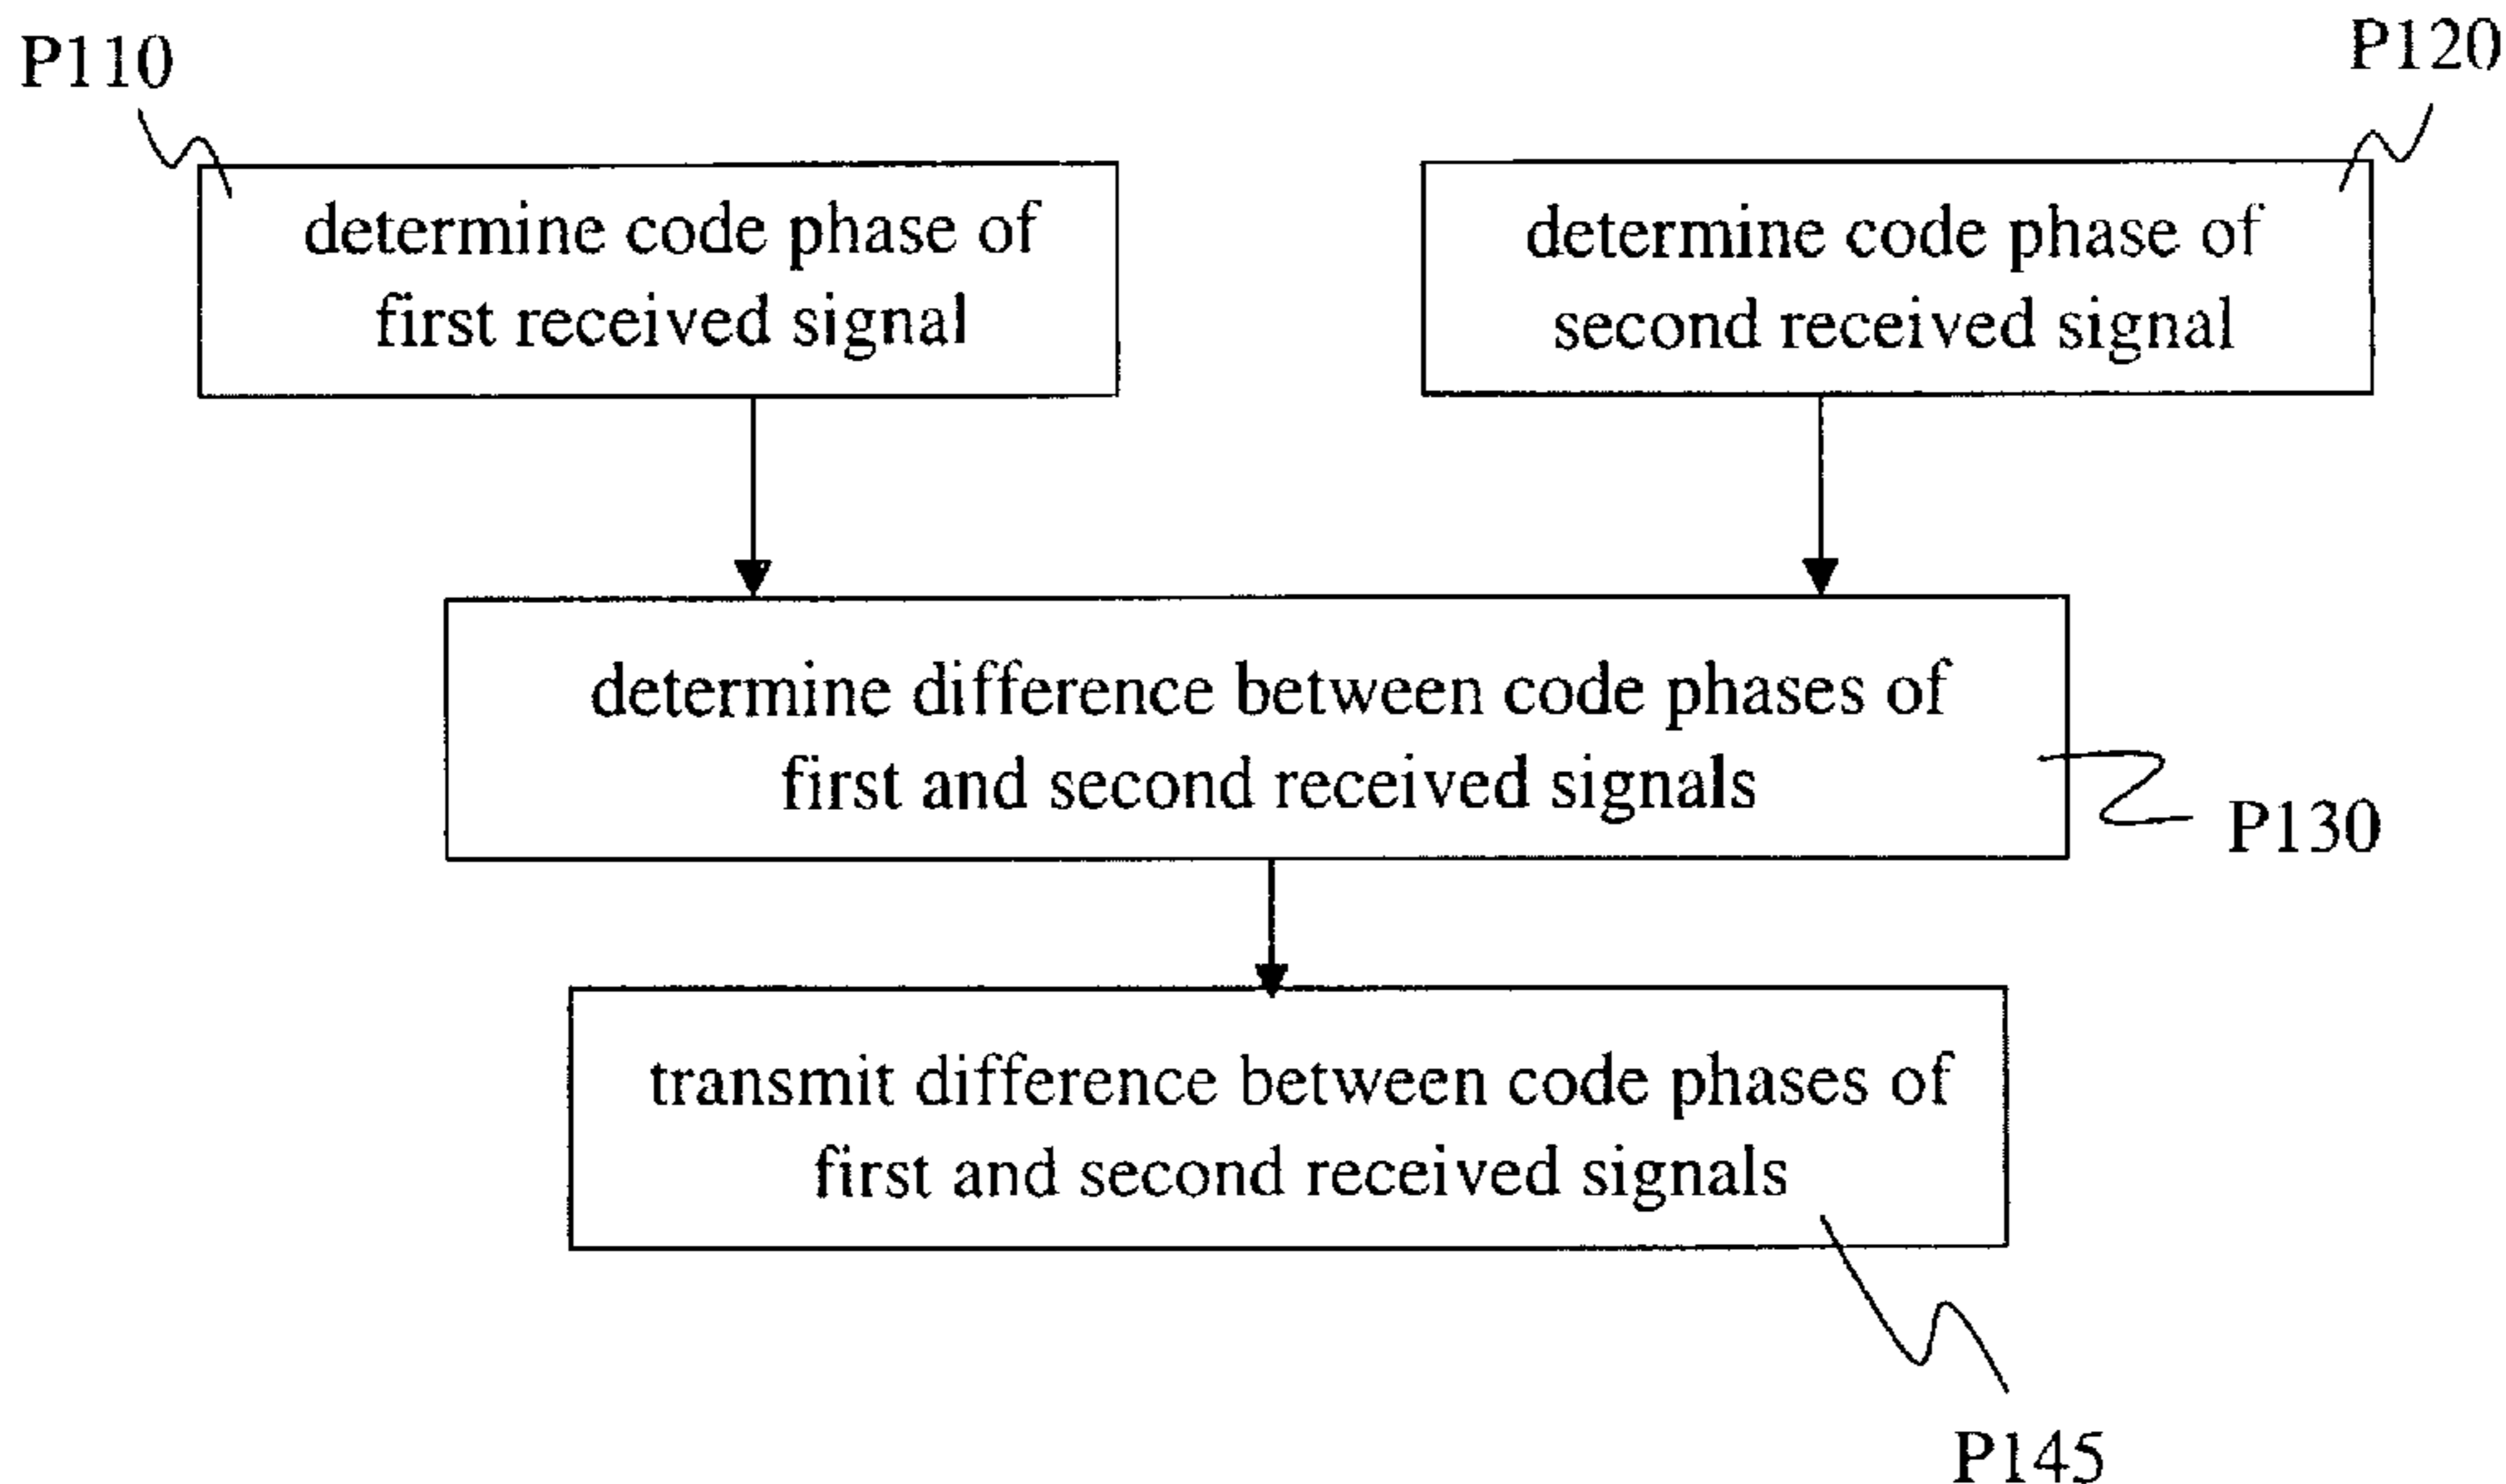 P110
P120
determine code phase of
first received signal
determine code phase of
second received signal
determine difference between code phases of
first and second received signals
P130
transmit difference between code phases of
first and second received signals
P145